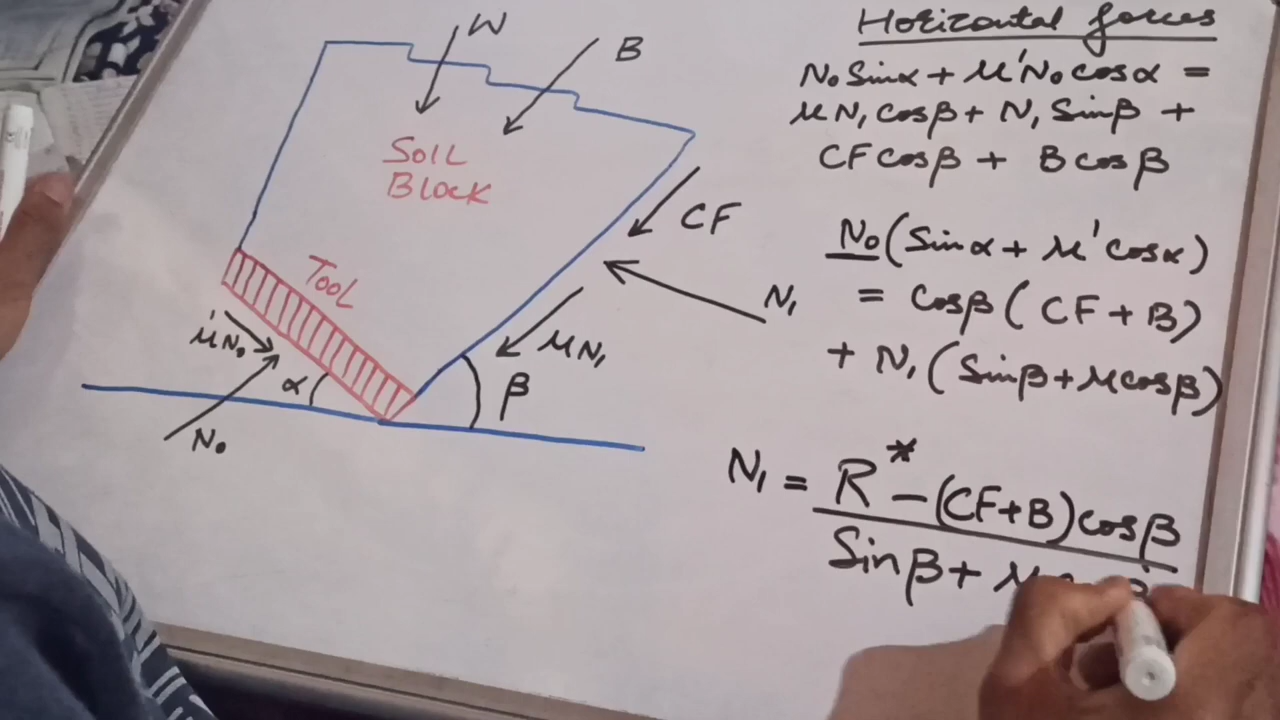 W
B
SOIL
BLOCK
TOOL
CF
N₁
μN₁
μ'N₀
α
β
N₀
Horizontal forces
N₀ Sinα + μ'N₀ cosα =
μN₁ cosβ + N₁ Sinβ +
CF cosβ + B cosβ
N₀ (Sinα + μ' cosα)
= cosβ ( CF + B)
+ N₁ (Sinβ + μ cosβ)
N₁ = R* - (CF+B) cosβ
Sinβ + μ